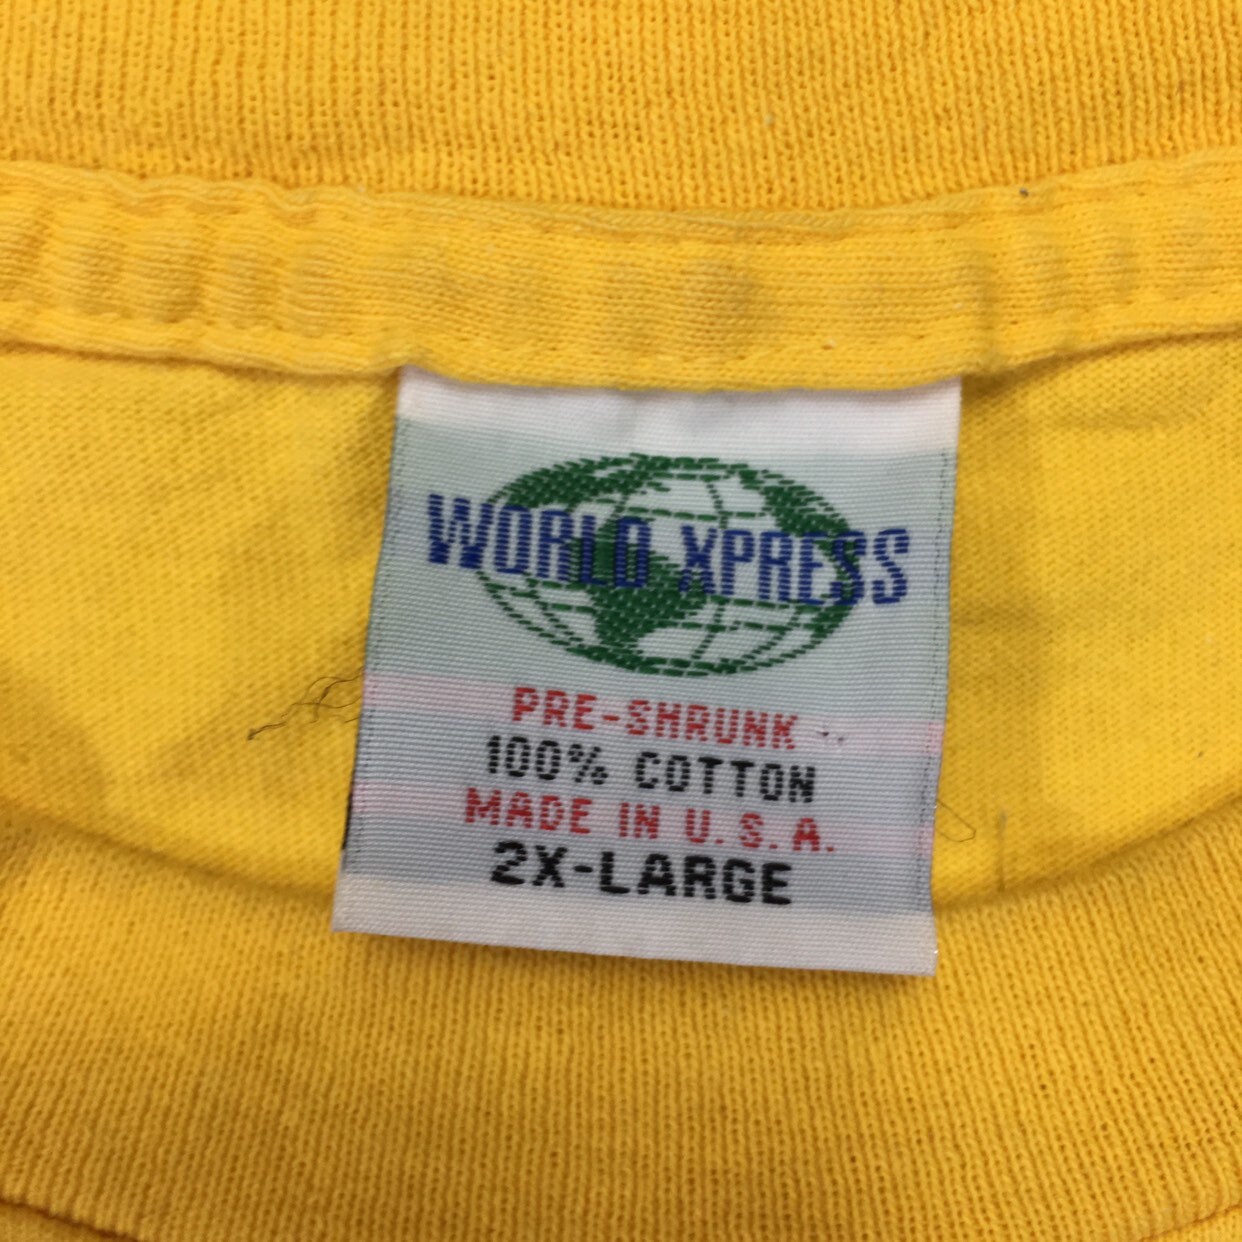 WORLD XPRESS
PRE-SHRUNK
100% COTTON
MADE IN U.S.A.
2X-LARGE